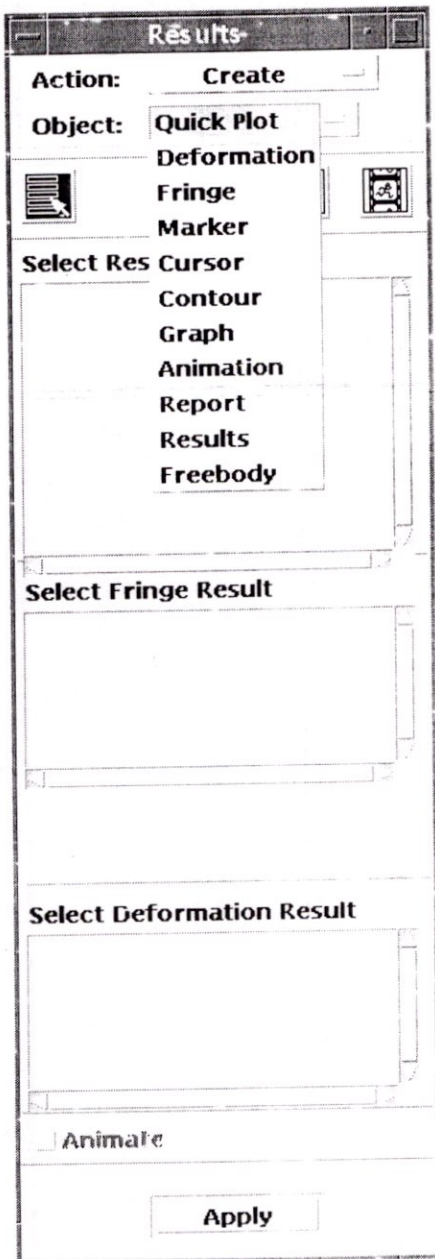 Results
Action: Create
Object: Quick Plot
Deformation
Fringe
Marker
Select Res Cursor
Contour
Graph
Animation
Report
Results
Freebody
Select Fringe Result
Select Deformation Result
Animate
Apply